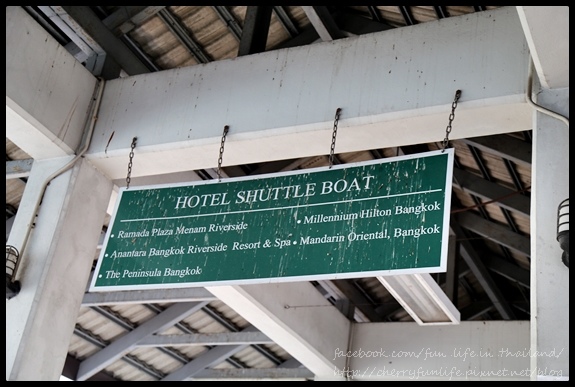 HOTEL SHUTTLE BOAT
• Ramada Plaza Menam Riverside
• Anantara Bangkok Riverside Resort & Spa
• The Peninsula Bangkok
• Millennium Hilton Bangkok
• Mandarin Oriental, Bangkok
facebook.com/fun.life.in.thailand/
http://cherryfunlife.pixnet.net/blog